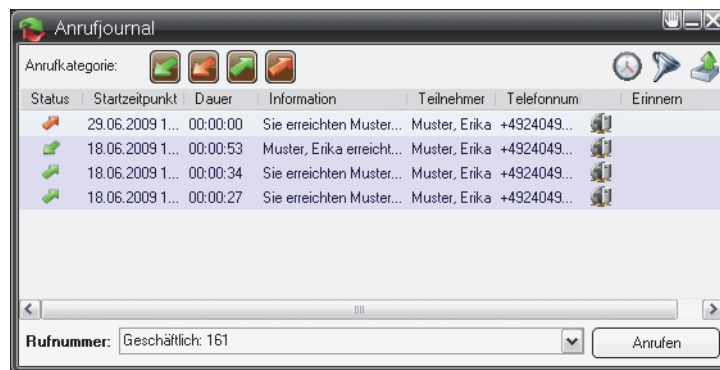 Anrufjournal
Anrufkategorie:
Status Startzeitpunkt Dauer Information Teilnehmer Telefonnum Erinnern
29.06.2009 1... 00:00:00 Sie erreichten Muster... Muster, Erika +4924049...
18.06.2009 1... 00:00:53 Muster, Erika erreicht... Muster, Erika +4924049...
18.06.2009 1... 00:00:34 Sie erreichten Muster... Muster, Erika +4924049...
18.06.2009 1... 00:00:27 Sie erreichten Muster... Muster, Erika +4924049...
Rufnummer: Geschäftlich: 161 Anrufen